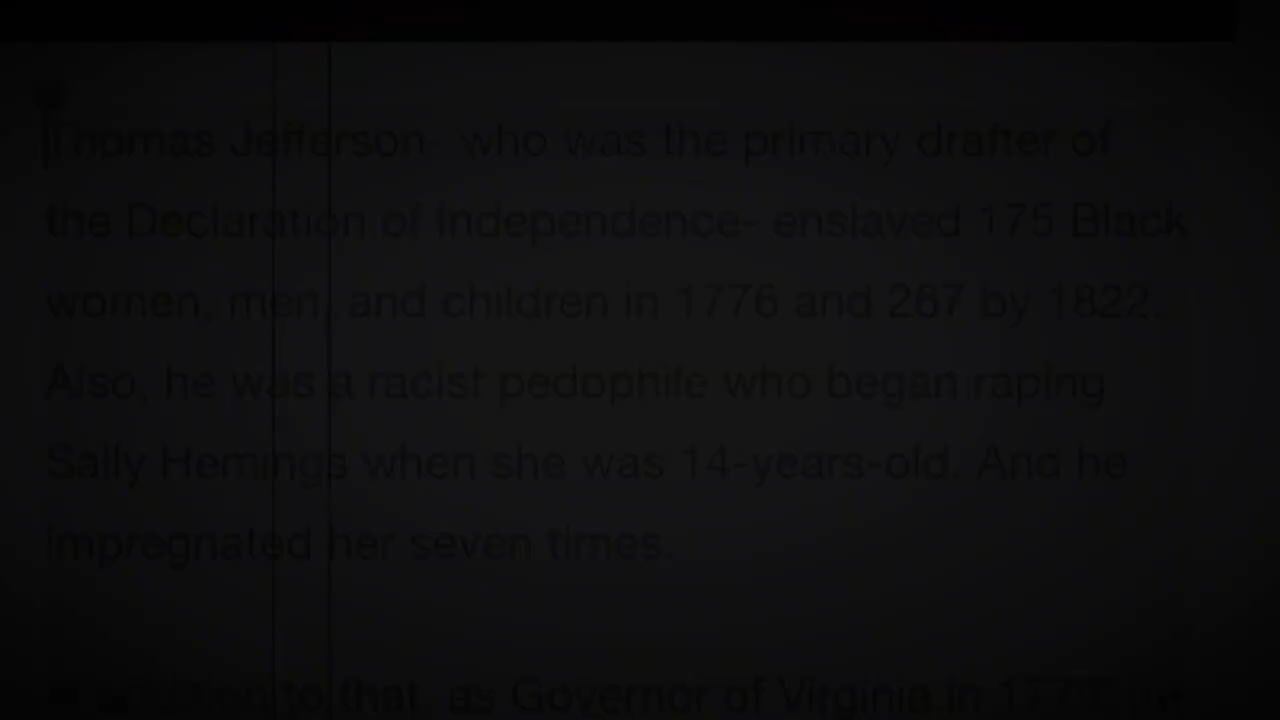 Thomas Jefferson- who was the primary drafter of
the Declaration of Independence- enslaved 175 Black
women, men, and children in 1776 and 267 by 1822.
Also, he was a racist pedophile who began raping
Sally Hemings when she was 14-years-old. And he
impregnated her seven times.
In addition to that, as Governor of Virginia in